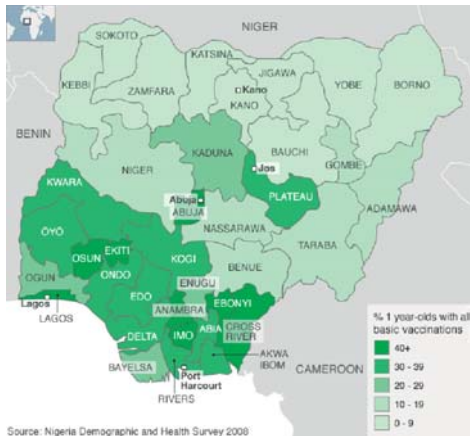 NIGER
SOKOTO
KATSINA
JIGAWA
KEBBI
ZAMFARA
Kano
KANO
YOBE
BORNO
BENIN
KADUNA
BAUCHI
GOMBE
NIGER
Jos
KWARA
PLATEAU
ADAMAWA
Abuja
ABUJA
OYO
NASSARAWA
TARABA
EKITI
OSUN
KOGI
ONDO
BENUE
OGUN
ENUGU
EDO
EBONYI
Lagos
LAGOS
ANAMBRA
CROSS
RIVER
DELTA
IMO
ABIA
BAYELSA
AKWA
IBOM
Port
Harcourt
RIVERS
CAMEROON
% 1 year-olds with all
basic vaccinations
40+
30 - 39
20 - 29
10 - 19
0 - 9
Source: Nigeria Demographic and Health Survey 2008